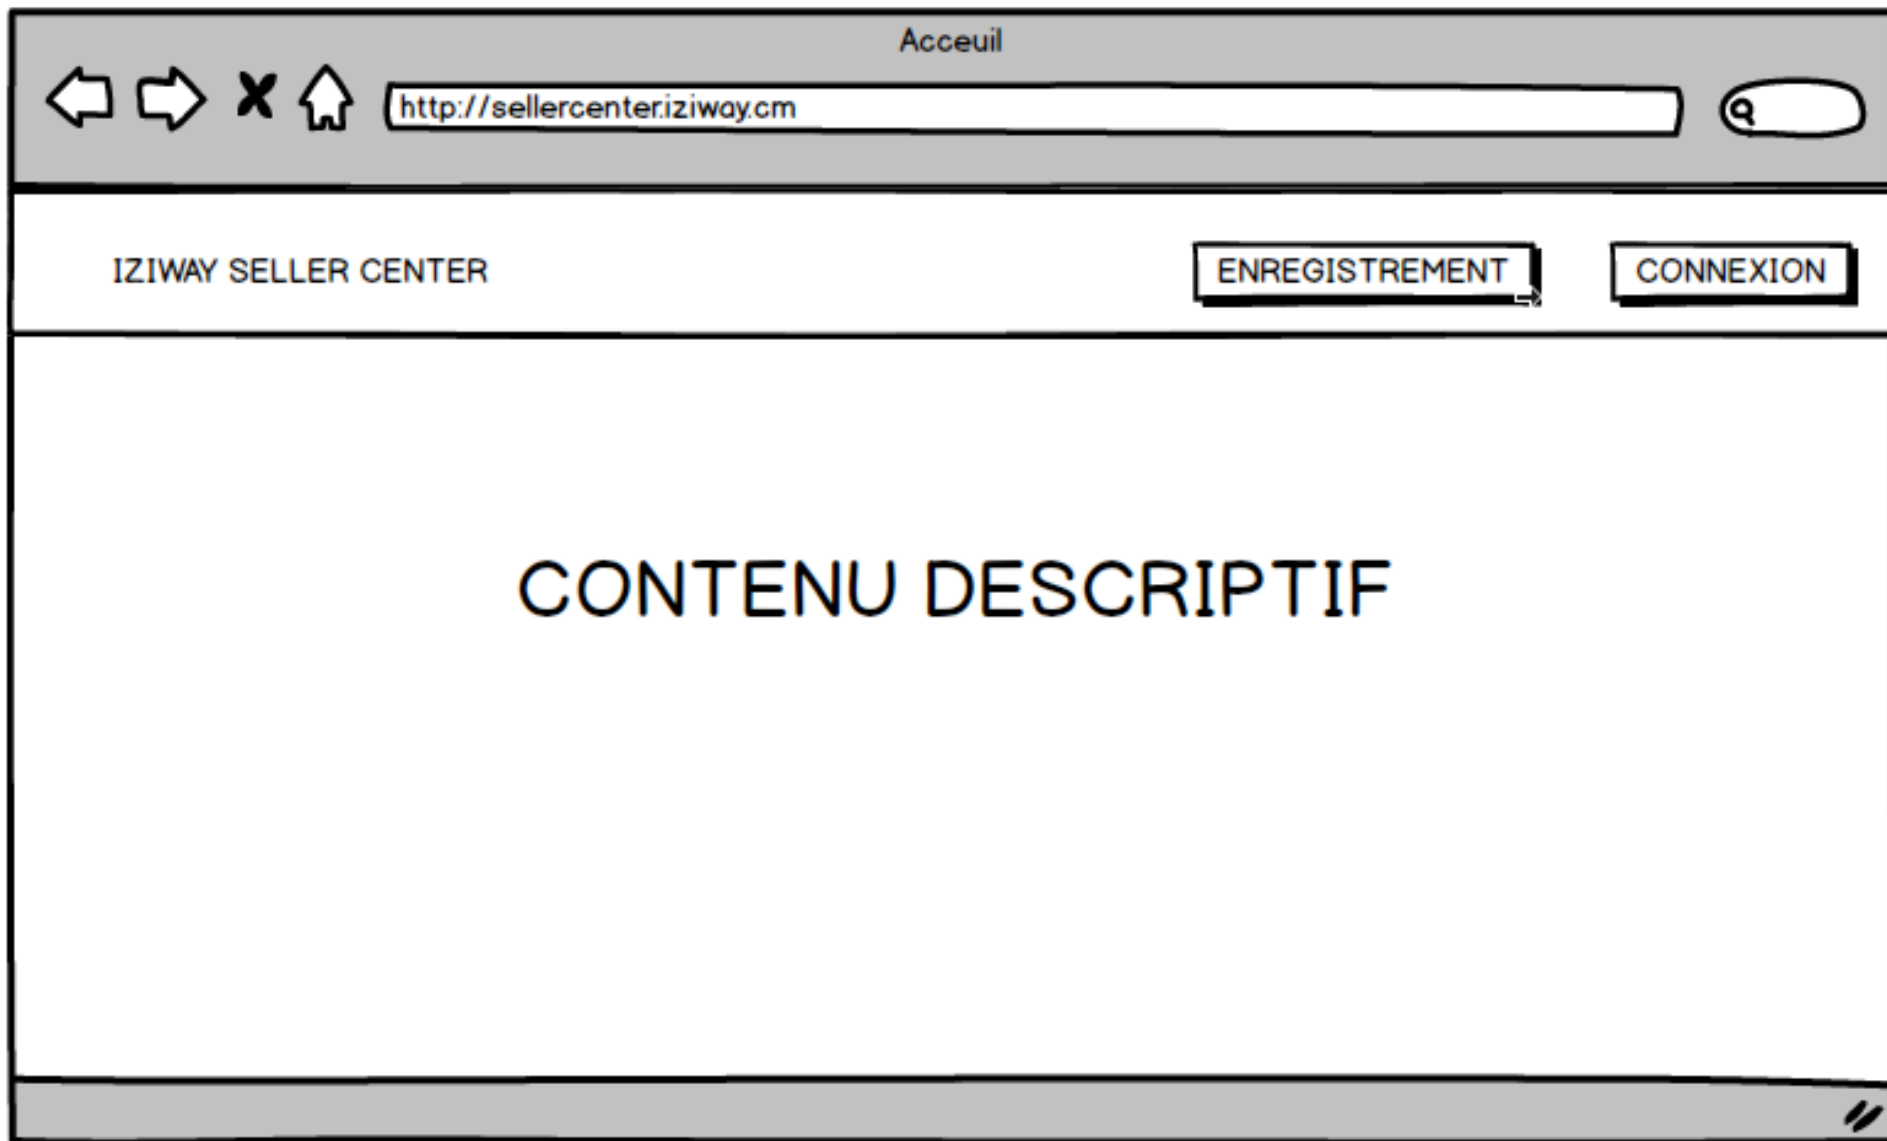 Acceuil
http://sellercenter.iziway.cm
IZIWAY SELLER CENTER
ENREGISTREMENT
CONNEXION
CONTENU DESCRIPTIF